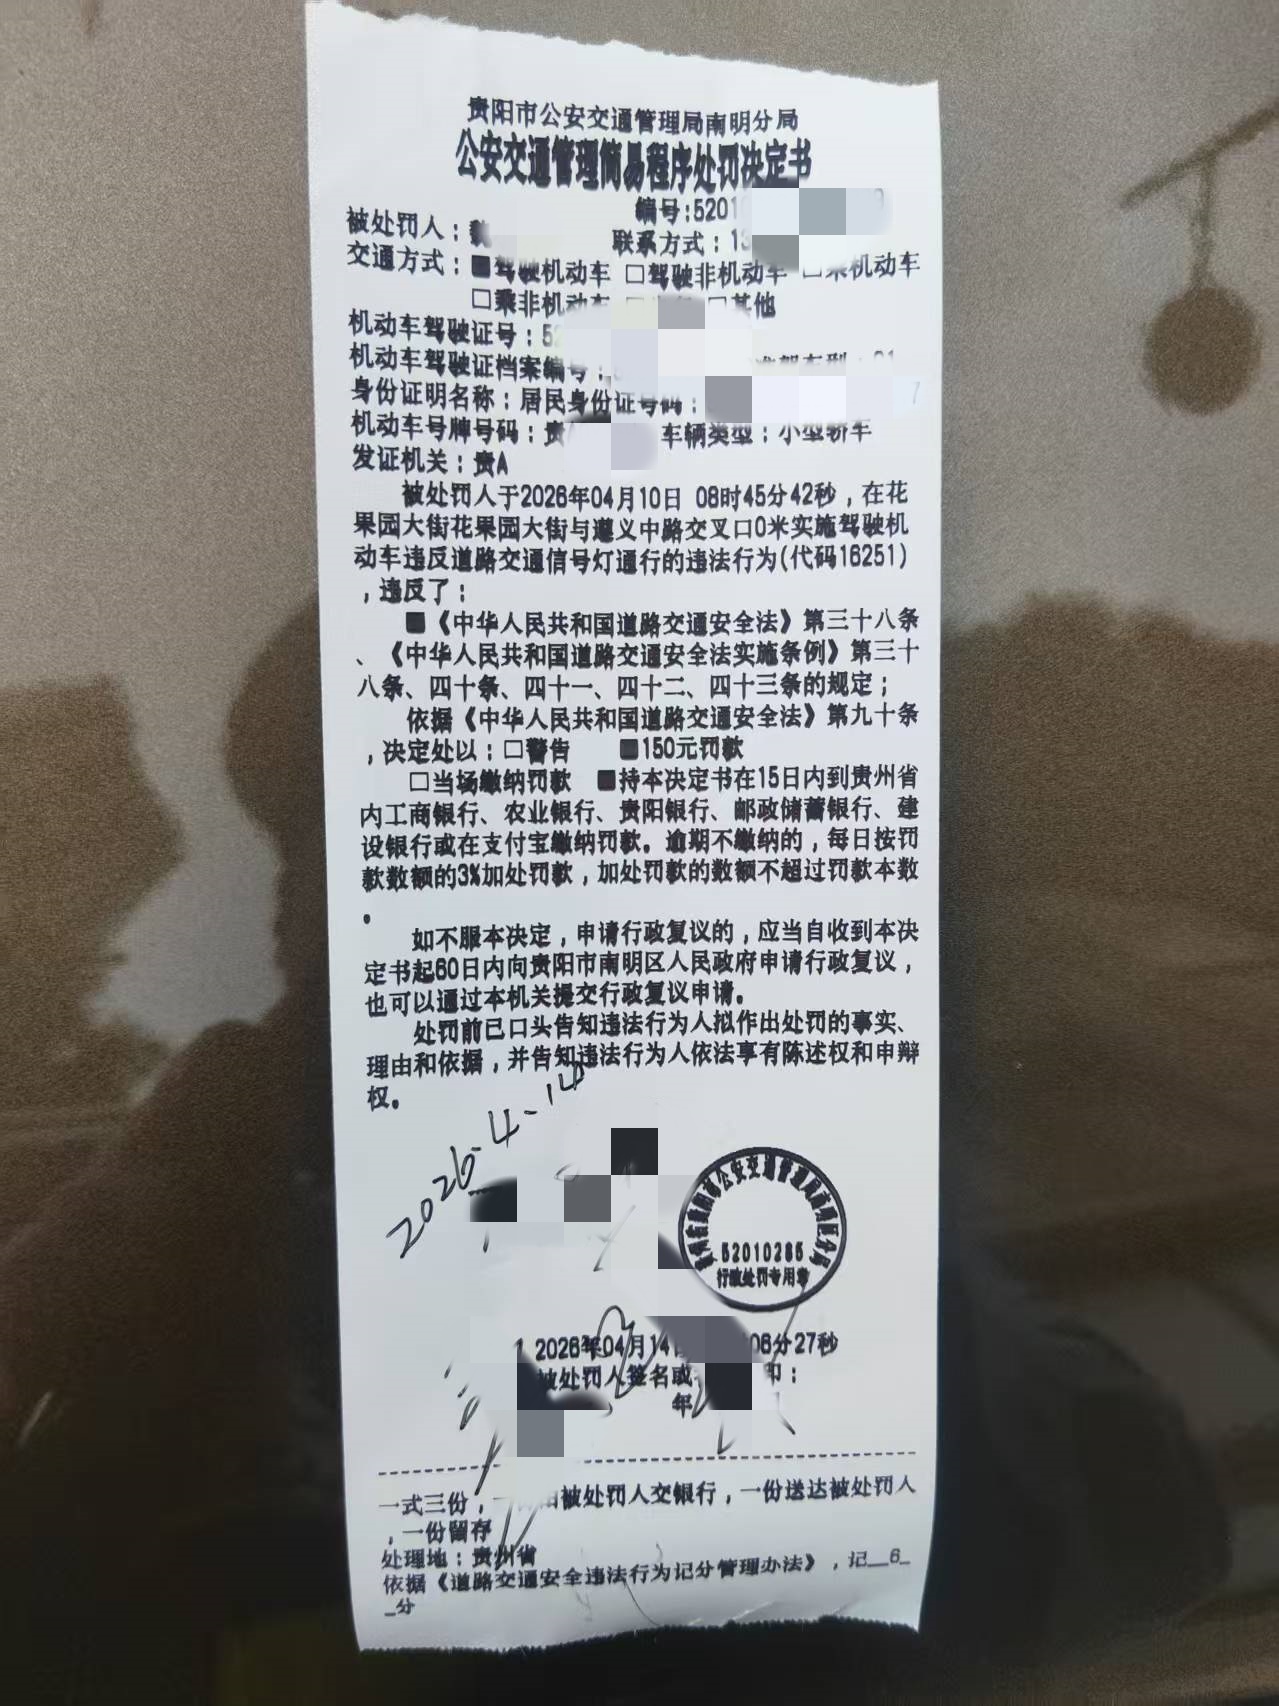 贵阳市公安交通管理局南明分局
公安交通管理简易程序处罚决定书
编号:5201
被处罚人：魏
联系方式：13
交通方式：■驾驶机动车 □驾驶非机动车 □乘机动车
□乘非机动车 □其他
机动车驾驶证号：52
机动车驾驶证档案编号：
身份证明名称：居民身份证号码： 7
机动车号牌号码：贵 车辆类型：小型轿车
发证机关：贵A
被处罚人于2026年04月10日 08时45分42秒，在花
果园大街花果园大街与遵义中路交叉口0米实施驾驶机
动车违反道路交通信号灯通行的违法行为(代码16251)
，违反了：
■《中华人民共和国道路交通安全法》第三十八条
、《中华人民共和国道路交通安全法实施条例》第三十
八条、四十条、四十一、四十二、四十三条的规定；
依据《中华人民共和国道路交通安全法》第九十条
，决定处以：□警告 ■150元罚款
□当场缴纳罚款 ■持本决定书在15日内到贵州省
内工商银行、农业银行、贵阳银行、邮政储蓄银行、建
设银行或在支付宝缴纳罚款。逾期不缴纳的，每日按罚
款数额的3%加处罚款，加处罚款的数额不超过罚款本数
。
如不服本决定，申请行政复议的，应当自收到本决
定书起60日内向贵阳市南明区人民政府申请行政复议，
也可以通过本机关提交行政复议申请。
处罚前已口头告知违法行为人拟作出处罚的事实、
理由和依据，并告知违法行为人依法享有陈述权和申辩
权。
2026-4-14
52010285
行政处罚专用章
2026年04月14日 06分27秒
被处罚人签名或 印：
年
一式三份， 被处罚人交银行，一份送达被处罚人
，一份留存
处理地：贵州省
依据《道路交通安全违法行为记分管理办法》，记__6_
_分